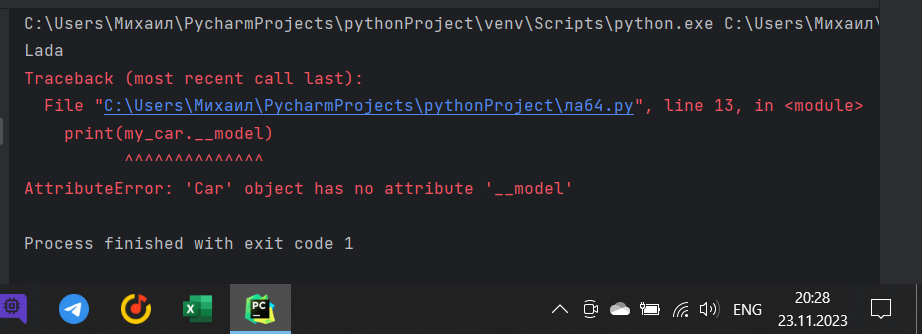 C:\Users\Михаил\PycharmProjects\pythonProject\venv\Scripts\python.exe C:\Users\Михаил\
Lada
Traceback (most recent call last):
  File "C:\Users\Михаил\PycharmProjects\pythonProject\ла64.py", line 13, in <module>
    print(my_car.__model)
          ^^^^^^^^^^^^^^
AttributeError: 'Car' object has no attribute '__model'
Process finished with exit code 1
PC
ENG
20:28
23.11.2023